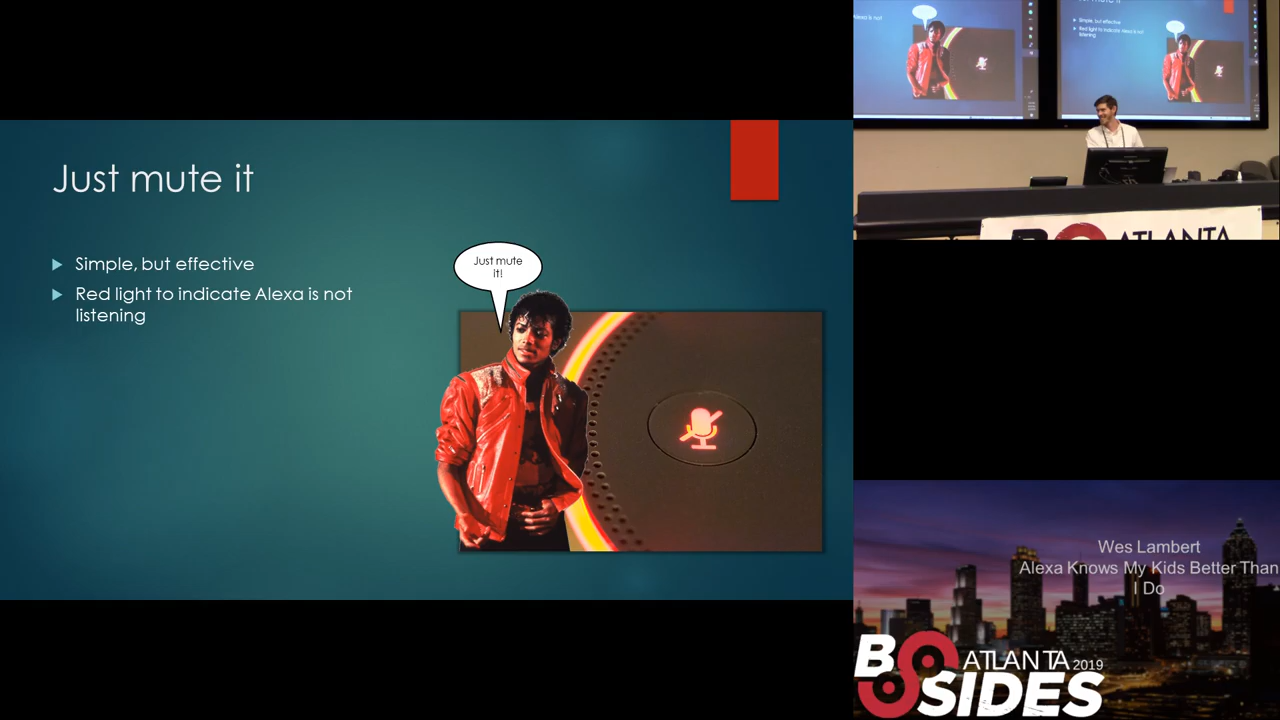 Just mute it
Simple, but effective
Red light to indicate Alexa is not
listening
Just mute
it!
Simple, but effective
Red light to indicate Alexa is not
listening
ATLANTA
Wes Lambert
Alexa Knows My Kids Better Than
I Do
BSIDES
ATLANTA 2019